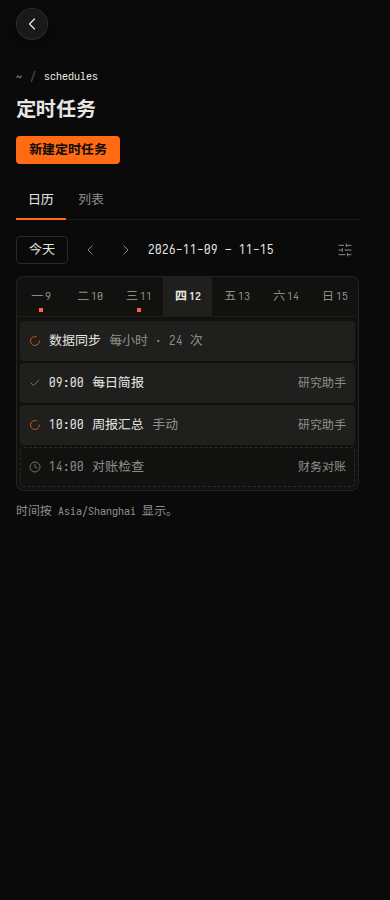 ~ / schedules
定时任务
新建定时任务
日历 列表
今天 2026-11-09 – 11-15
一 9 二 10 三 11 四 12 五 13 六 14 日 15
数据同步 每小时 · 24 次
09:00 每日简报 研究助手
10:00 周报汇总 手动 研究助手
14:00 对账检查 财务对账
时间按 Asia/Shanghai 显示。